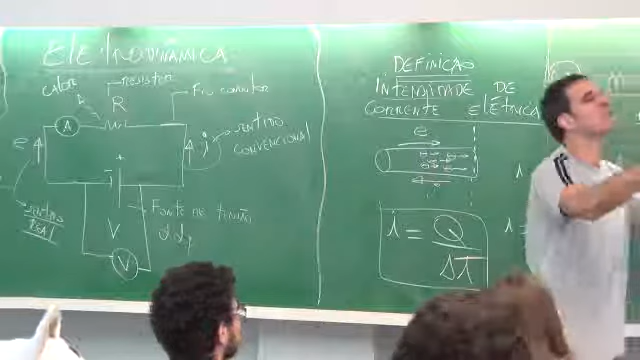 ELETRODINÂMICA
CALOR
RESISTOR
R
FIO CONDUTOR
A
e
i
SENTIDO
CONVENCIONAL
SENTIDO
REAL
- +
FONTE DE TENSÃO
V
d.d.p
V
DEFINIÇÃO
INTENSIDADE DE
CORRENTE ELÉTRICA
e
i = Q
Δt